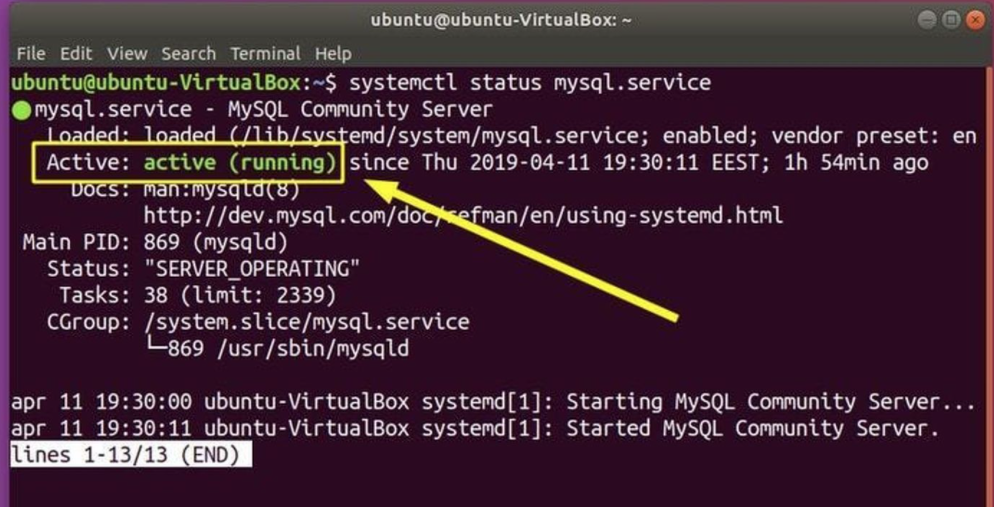 ubuntu@ubuntu-VirtualBox: ~
File Edit View Search Terminal Help
ubuntu@ubuntu-VirtualBox:~$ systemctl status mysql.service
●mysql.service - MySQL Community Server
Loaded: loaded (/lib/systemd/system/mysql.service; enabled; vendor preset: en
Active: active (running) since Thu 2019-04-11 19:30:11 EEST; 1h 54min ago
Docs: man:mysqld(8)
http://dev.mysql.com/doc/refman/en/using-systemd.html
Main PID: 869 (mysqld)
Status: "SERVER_OPERATING"
Tasks: 38 (limit: 2339)
CGroup: /system.slice/mysql.service
└─869 /usr/sbin/mysqld
apr 11 19:30:00 ubuntu-VirtualBox systemd[1]: Starting MySQL Community Server...
apr 11 19:30:11 ubuntu-VirtualBox systemd[1]: Started MySQL Community Server.
lines 1-13/13 (END)